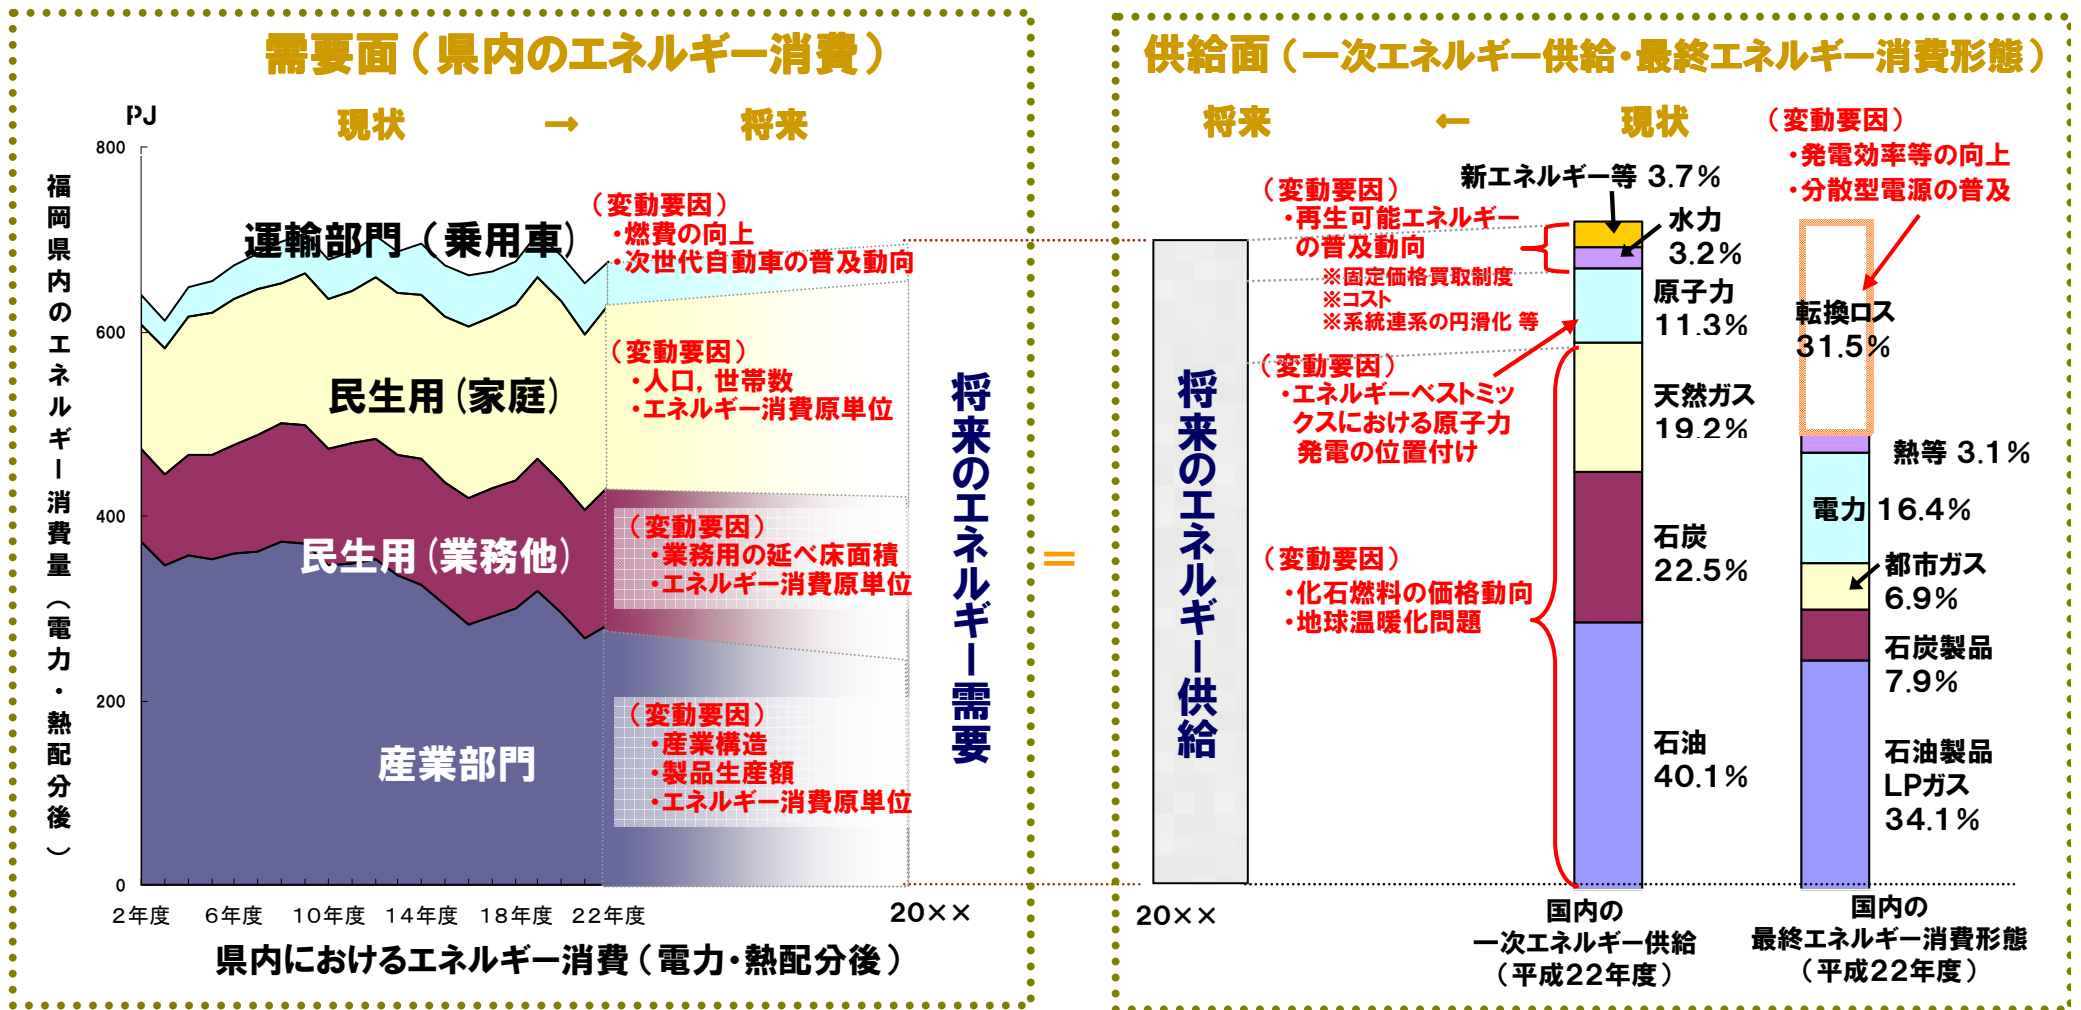 需要面（県内のエネルギー消費）
現状
→
将来
PJ
800
600
400
200
0
福岡県内のエネルギー消費量（電力・熱配分後）
運輸部門（乗用車）
（変動要因）
・燃費の向上
・次世代自動車の普及動向
民生用（家庭）
（変動要因）
・人口，世帯数
・エネルギー消費原単位
民生用（業務他）
（変動要因）
・業務用の延べ床面積
・エネルギー消費原単位
産業部門
（変動要因）
・産業構造
・製品生産額
・エネルギー消費原単位
将来のエネルギー需要
2年度
6年度
10年度
14年度
18年度
22年度
20××
県内におけるエネルギー消費（電力・熱配分後）
＝
供給面（一次エネルギー供給・最終エネルギー消費形態）
将来
←
現状
将来のエネルギー供給
20××
（変動要因）
・再生可能エネルギー
の普及動向
※固定価格買取制度
※コスト
※系統連系の円滑化 等
（変動要因）
・エネルギーベストミッ
クスにおける原子力
発電の位置付け
（変動要因）
・化石燃料の価格動向
・地球温暖化問題
新エネルギー等 3.7%
水力
3.2%
原子力
11.3%
天然ガス
19.2%
石炭
22.5%
石油
40.1%
国内の
一次エネルギー供給
（平成22年度）
（変動要因）
・発電効率等の向上
・分散型電源の普及
転換ロス
31.5%
熱等 3.1%
電力 16.4%
都市ガス
6.9%
石炭製品
7.9%
石油製品
LPガス
34.1%
国内の
最終エネルギー消費形態
（平成22年度）